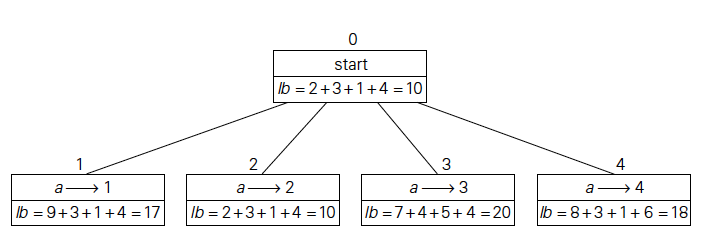 0
start
lb = 2 + 3 + 1 + 4 = 10
1 2 3 4
a ⟶ 1 a ⟶ 2 a ⟶ 3 a ⟶ 4
lb = 9 + 3 + 1 + 4 = 17 lb = 2 + 3 + 1 + 4 = 10 lb = 7 + 4 + 5 + 4 = 20 lb = 8 + 3 + 1 + 6 = 18